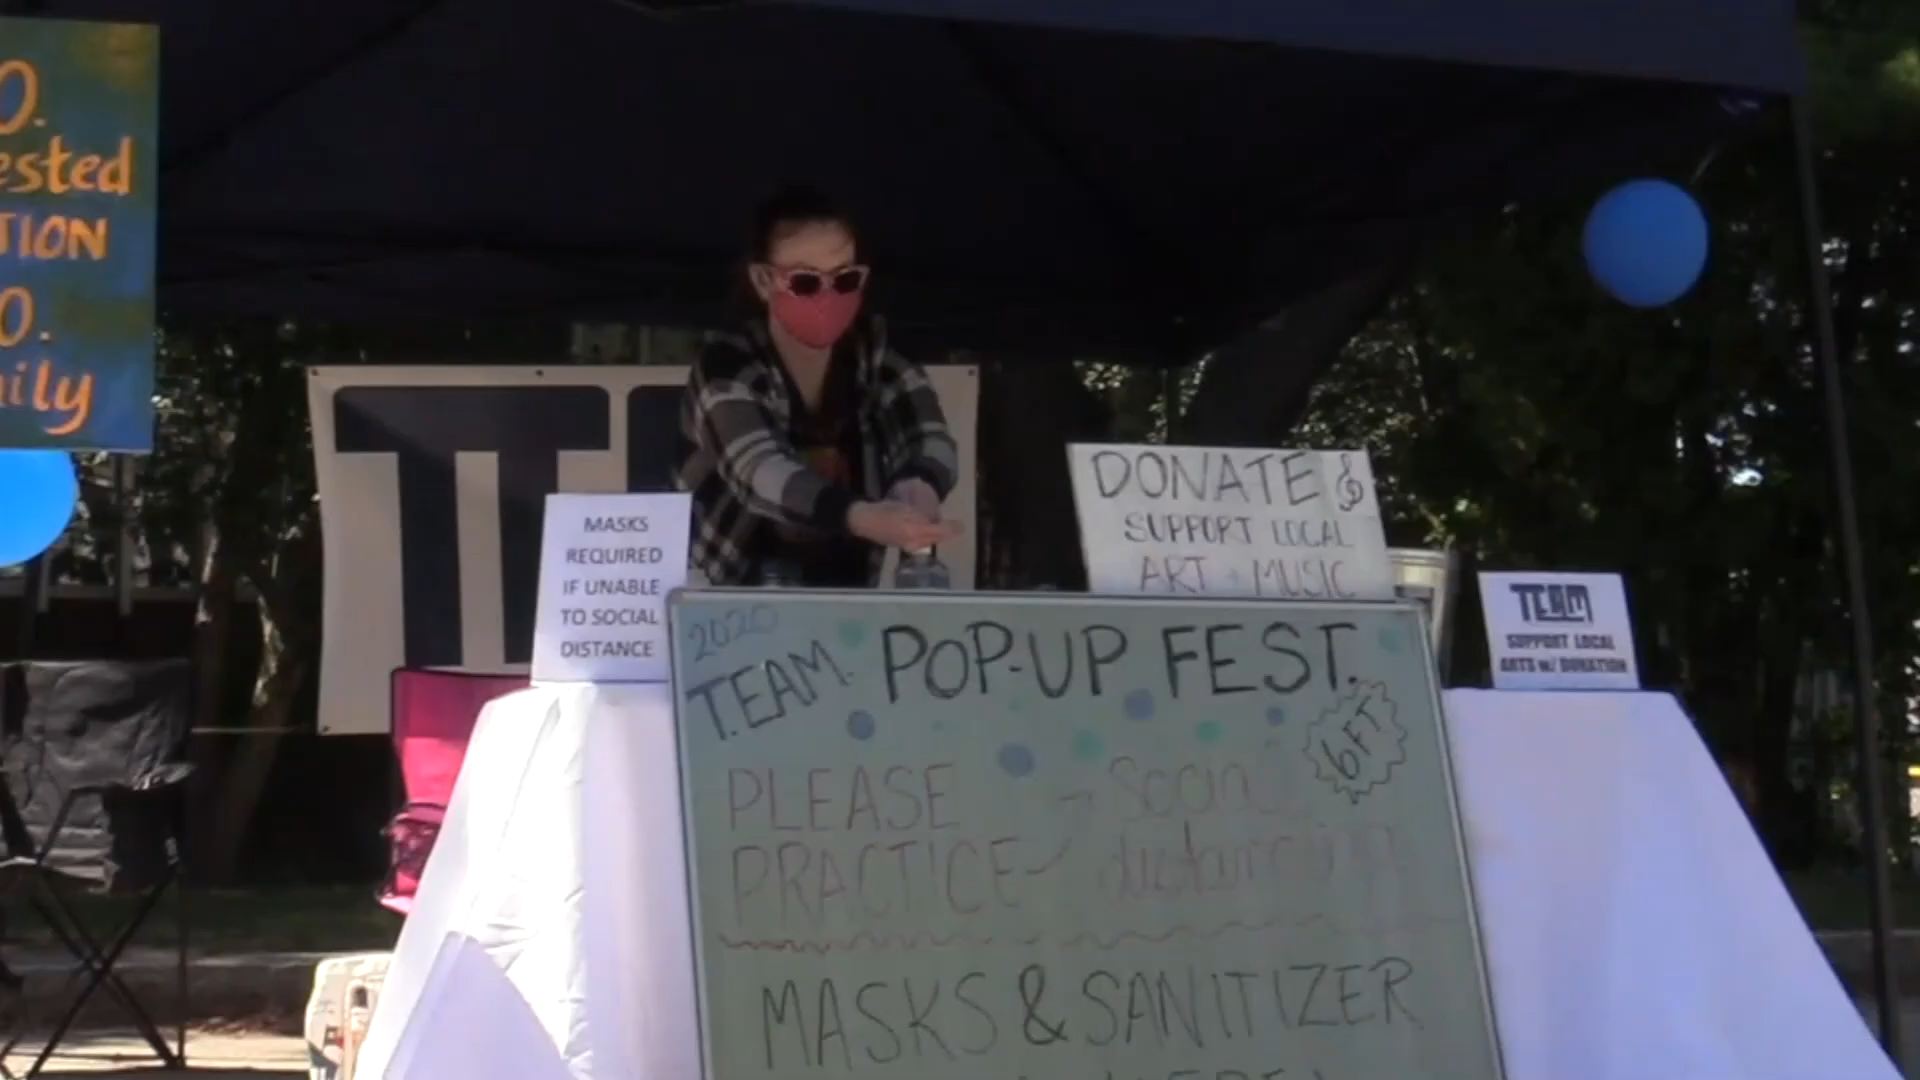 O.
ested
TION
O.
ily
MASKS
REQUIRED
IF UNABLE
TO SOCIAL
DISTANCE
DONATE
SUPPORT LOCAL
ART + MUSIC
TEAM
SUPPORT LOCAL
ARTS w/ DONATION
2020
T.E.A.M. POP-UP FEST.
6FT
PLEASE Social
PRACTICE distancing
MASKS & SANITIZER
HERE!